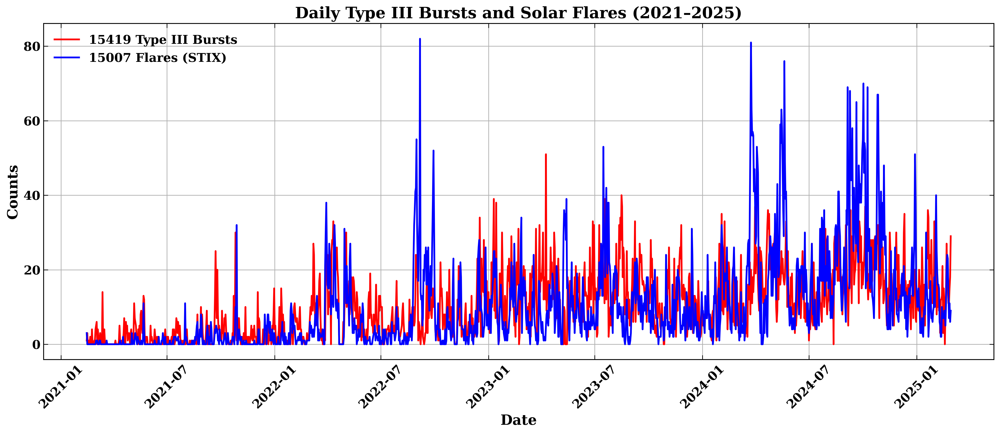 Daily Type III Bursts and Solar Flares (2021–2025)
15419 Type III Bursts
15007 Flares (STIX)
Counts
80
60
40
20
0
2021-01
2021-07
2022-01
2022-07
2023-01
2023-07
2024-01
2024-07
2025-01
Date